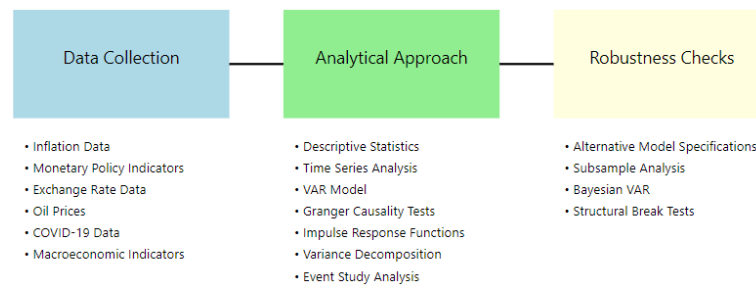 Data Collection
Analytical Approach
Robustness Checks
• Inflation Data
• Monetary Policy Indicators
• Exchange Rate Data
• Oil Prices
• COVID-19 Data
• Macroeconomic Indicators
• Descriptive Statistics
• Time Series Analysis
• VAR Model
• Granger Causality Tests
• Impulse Response Functions
• Variance Decomposition
• Event Study Analysis
• Alternative Model Specifications
• Subsample Analysis
• Bayesian VAR
• Structural Break Tests